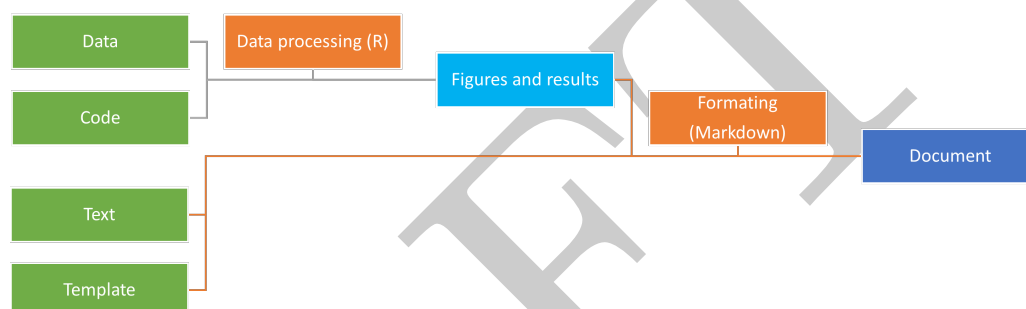 Data
Data processing (R)
Figures and results
Code
Formating
(Markdown)
Document
Text
Template